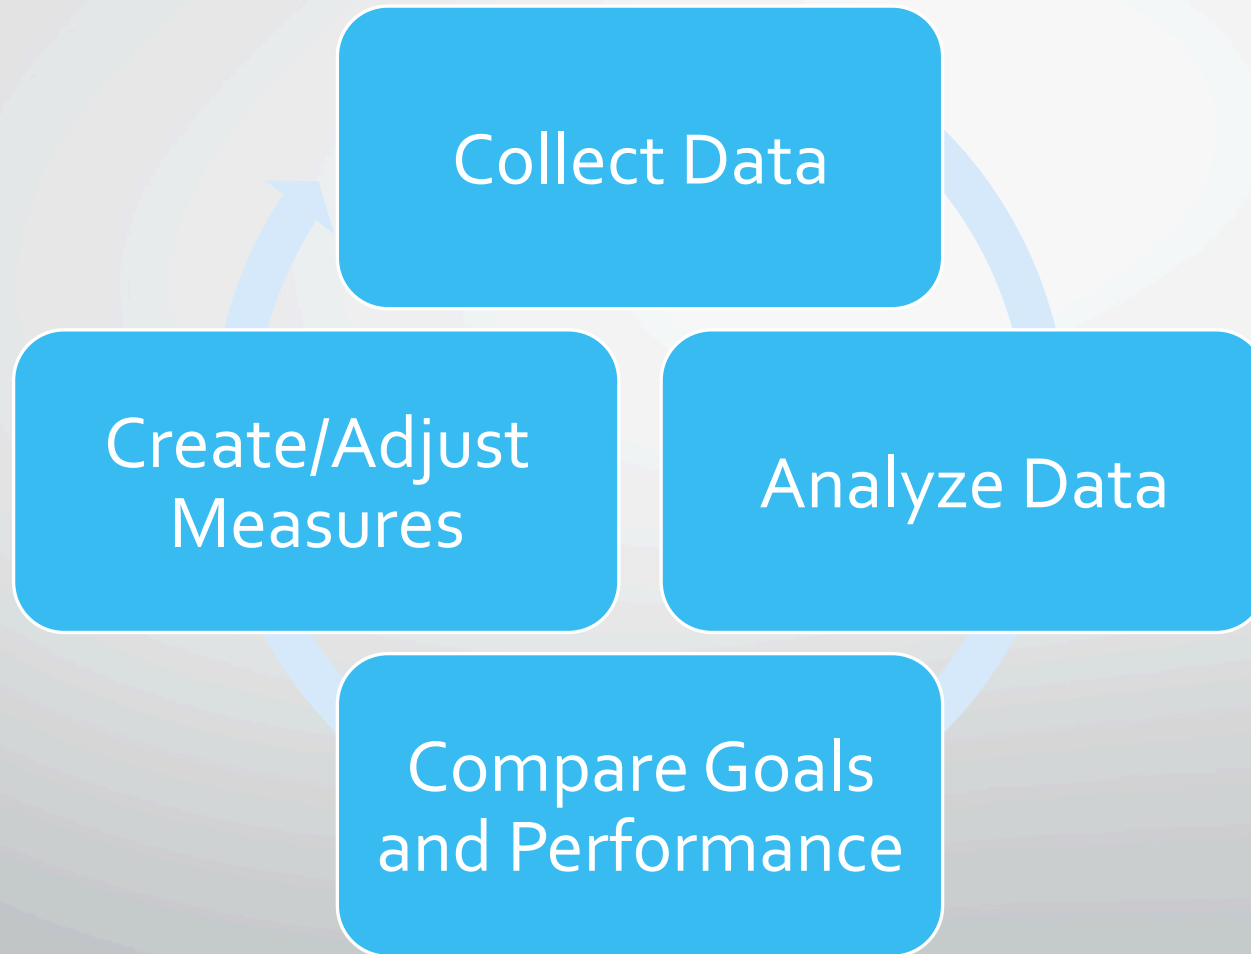 Collect Data
Analyze Data
Compare Goals
and Performance
Create/Adjust
Measures